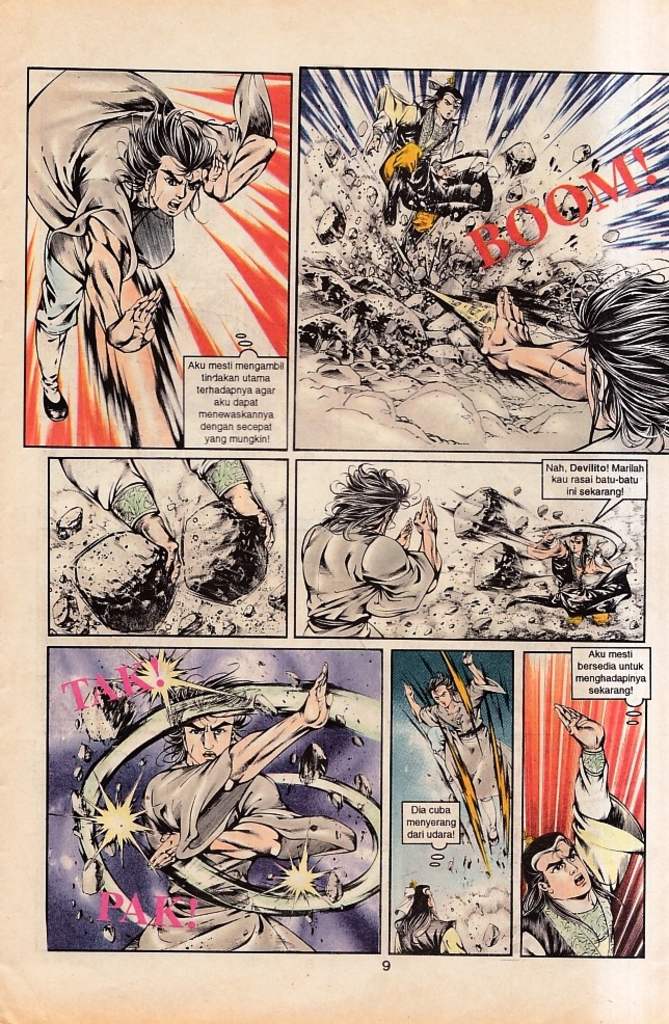 Aku mesti mengambil
tindakan utama
terhadapnya agar
aku dapat
menewaskannya
dengan secepat
yang mungkin!
BOOM!
Nah, Devilito! Marilah
kau rasai batu-batu
ini sekarang!
TAK!
PAK!
Dia cuba
menyerang
dari udara!
Aku mesti
bersedia untuk
menghadapinya
sekarang!
9